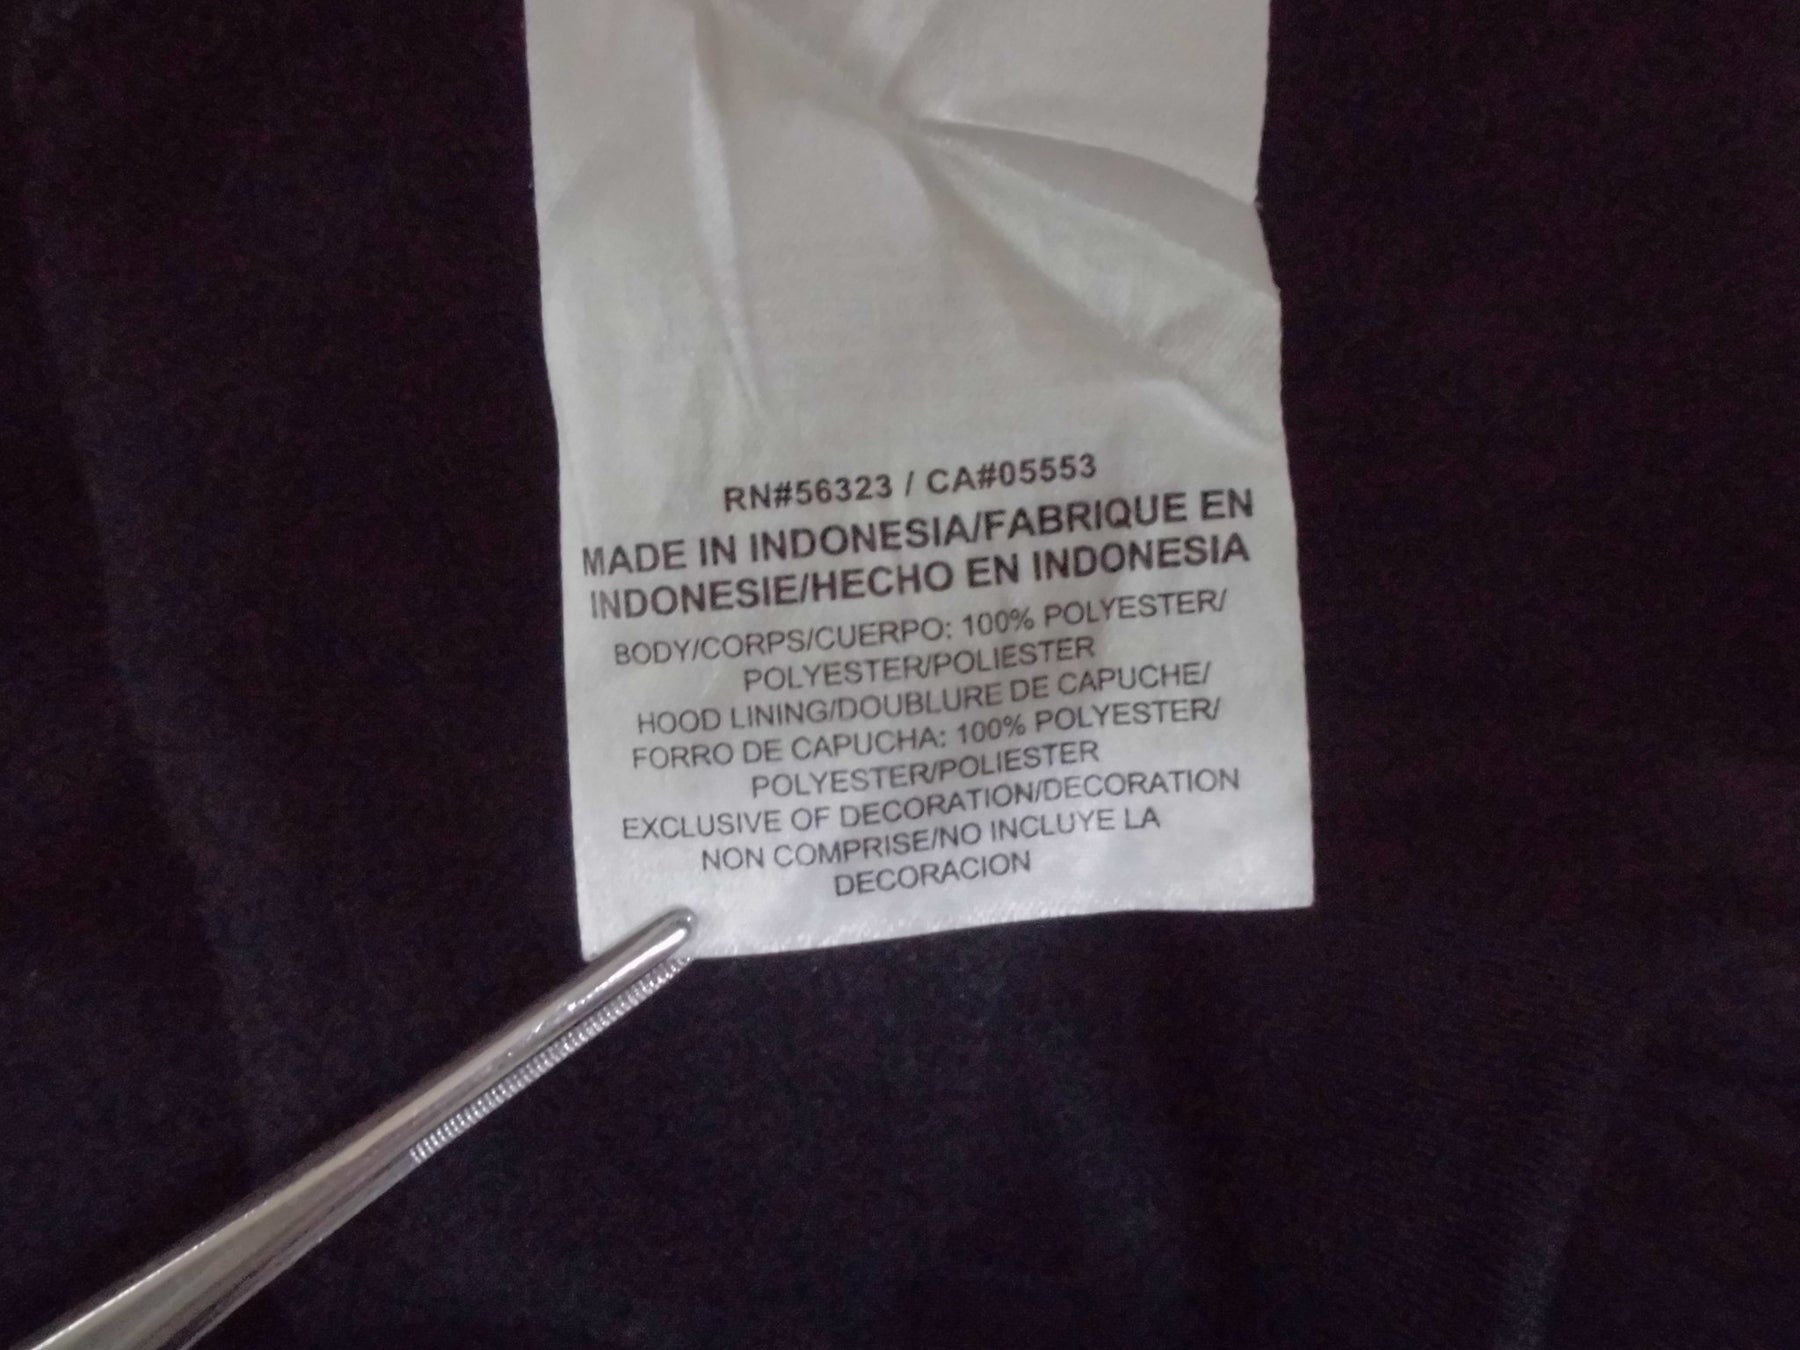 RN#56323 / CA#05553
MADE IN INDONESIA/FABRIQUE EN
INDONESIE/HECHO EN INDONESIA
BODY/CORPS/CUERPO: 100% POLYESTER/
POLYESTER/POLIESTER
HOOD LINING/DOUBLURE DE CAPUCHE/
FORRO DE CAPUCHA: 100% POLYESTER/
POLYESTER/POLIESTER
EXCLUSIVE OF DECORATION/DECORATION
NON COMPRISE/NO INCLUYE LA
DECORACION